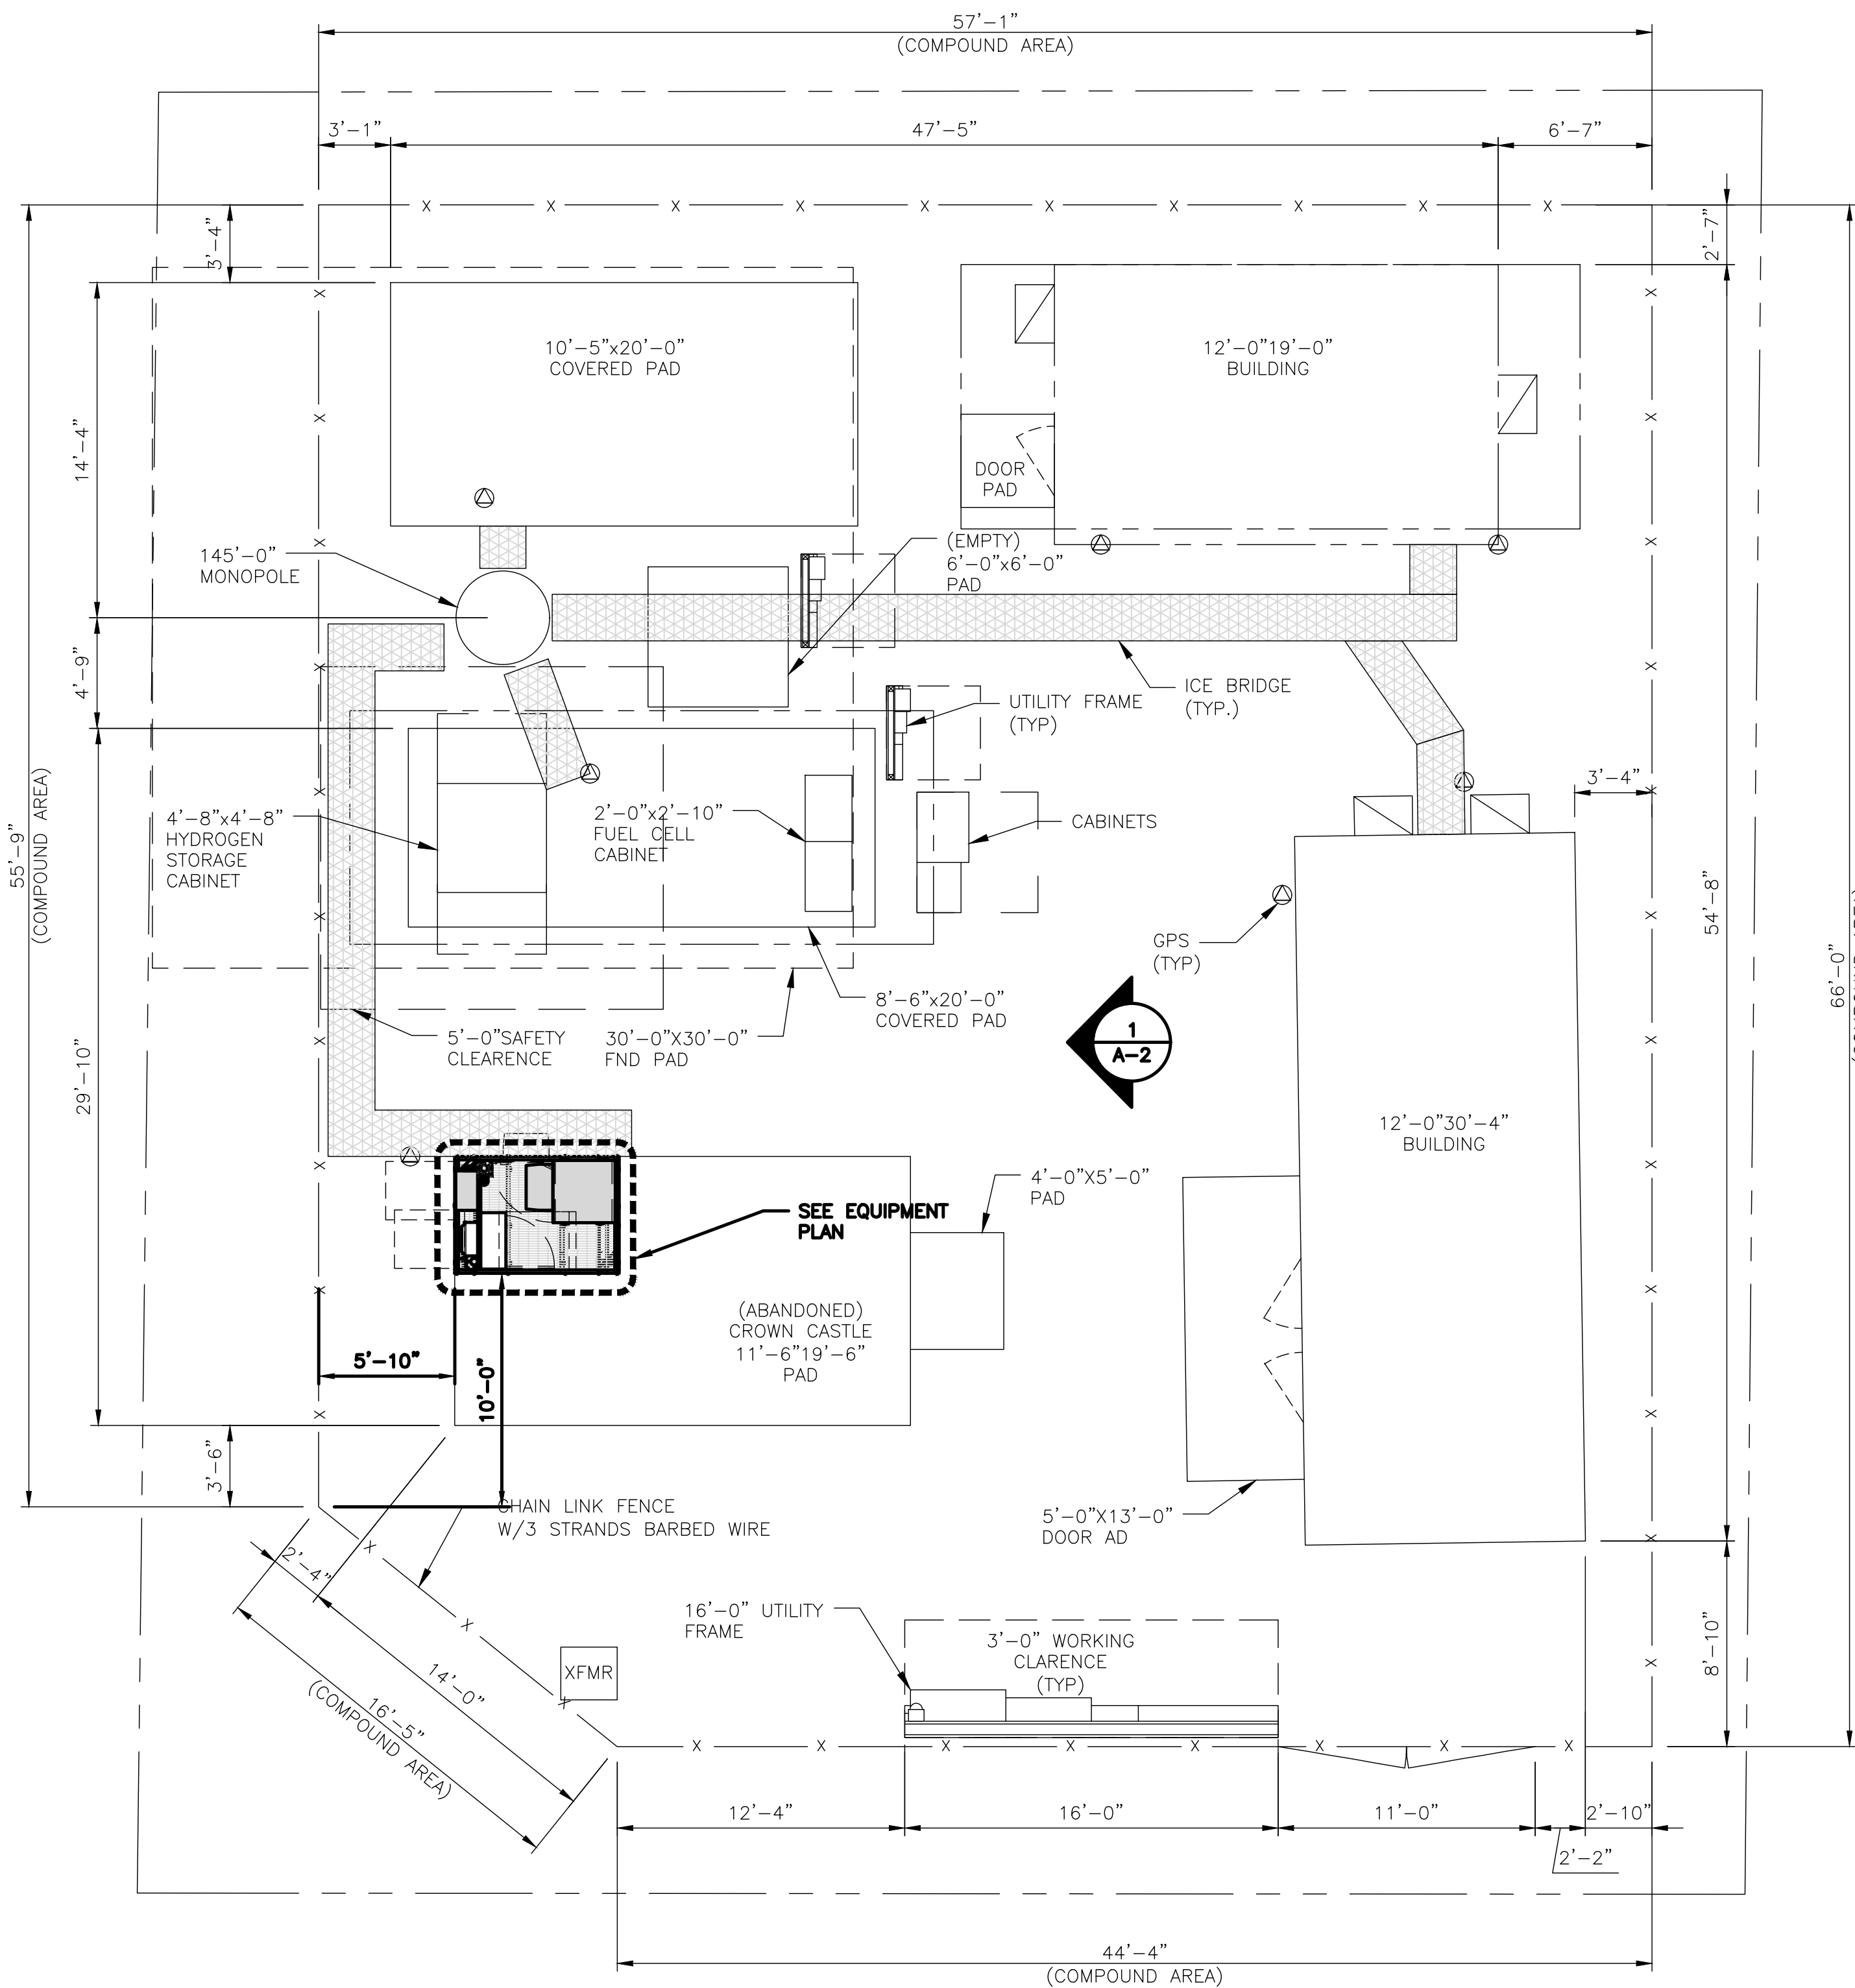 57'-1"
(COMPOUND AREA)
3'-1"
47'-5"
6'-7"
3'-4"
2'-7"
10'-5"x20'-0"
COVERED PAD
12'-0"19'-0"
BUILDING
14'-4"
DOOR
PAD
145'-0"
MONOPOLE
(EMPTY)
6'-0"x6'-0"
PAD
4'-9"
ICE BRIDGE
(TYP.)
UTILITY FRAME
(TYP)
3'-4"
4'-8"x4'-8"
HYDROGEN
STORAGE
CABINET
2'-0"x2'-10"
FUEL CELL
CABINET
CABINETS
55'-9"
(COMPOUND AREA)
54'-8"
66'-0"
GPS
(TYP)
8'-6"x20'-0"
COVERED PAD
5'-0"SAFETY
CLEARENCE
30'-0"X30'-0"
FND PAD
1
A-2
29'-10"
12'-0"30'-4"
BUILDING
4'-0"X5'-0"
PAD
SEE EQUIPMENT
PLAN
(ABANDONED)
CROWN CASTLE
11'-6"19'-6"
PAD
5'-10"
10'-0"
3'-6"
CHAIN LINK FENCE
W/3 STRANDS BARBED WIRE
5'-0"X13'-0"
DOOR AD
2'-4"
14'-0"
16'-5"
(COMPOUND AREA)
XFMR
16'-0" UTILITY
FRAME
3'-0" WORKING
CLARENCE
(TYP)
8'-10"
12'-4"
16'-0"
11'-0"
2'-10"
2'-2"
44'-4"
(COMPOUND AREA)